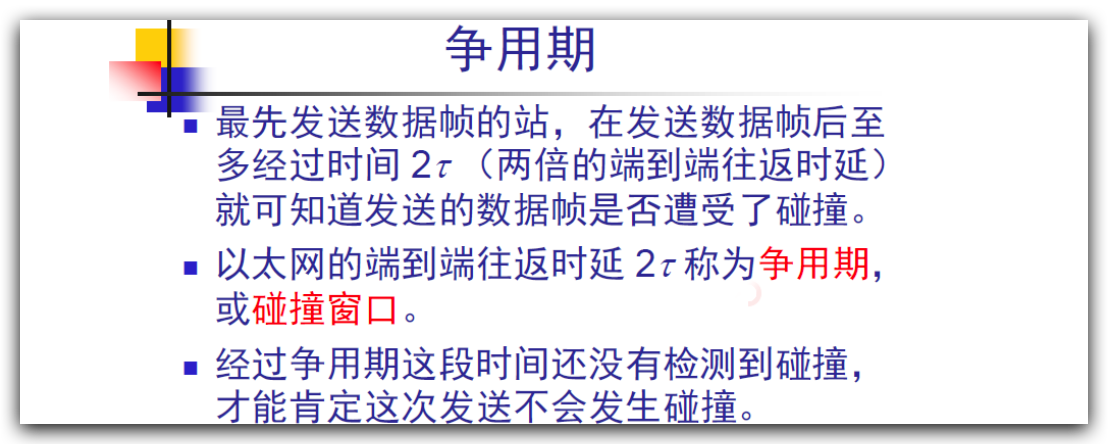 争用期
最先发送数据帧的站，在发送数据帧后至
多经过时间 2τ （两倍的端到端往返时延）
就可知道发送的数据帧是否遭受了碰撞。
以太网的端到端往返时延 2τ 称为争用期，
或碰撞窗口。
经过争用期这段时间还没有检测到碰撞，
才能肯定这次发送不会发生碰撞。